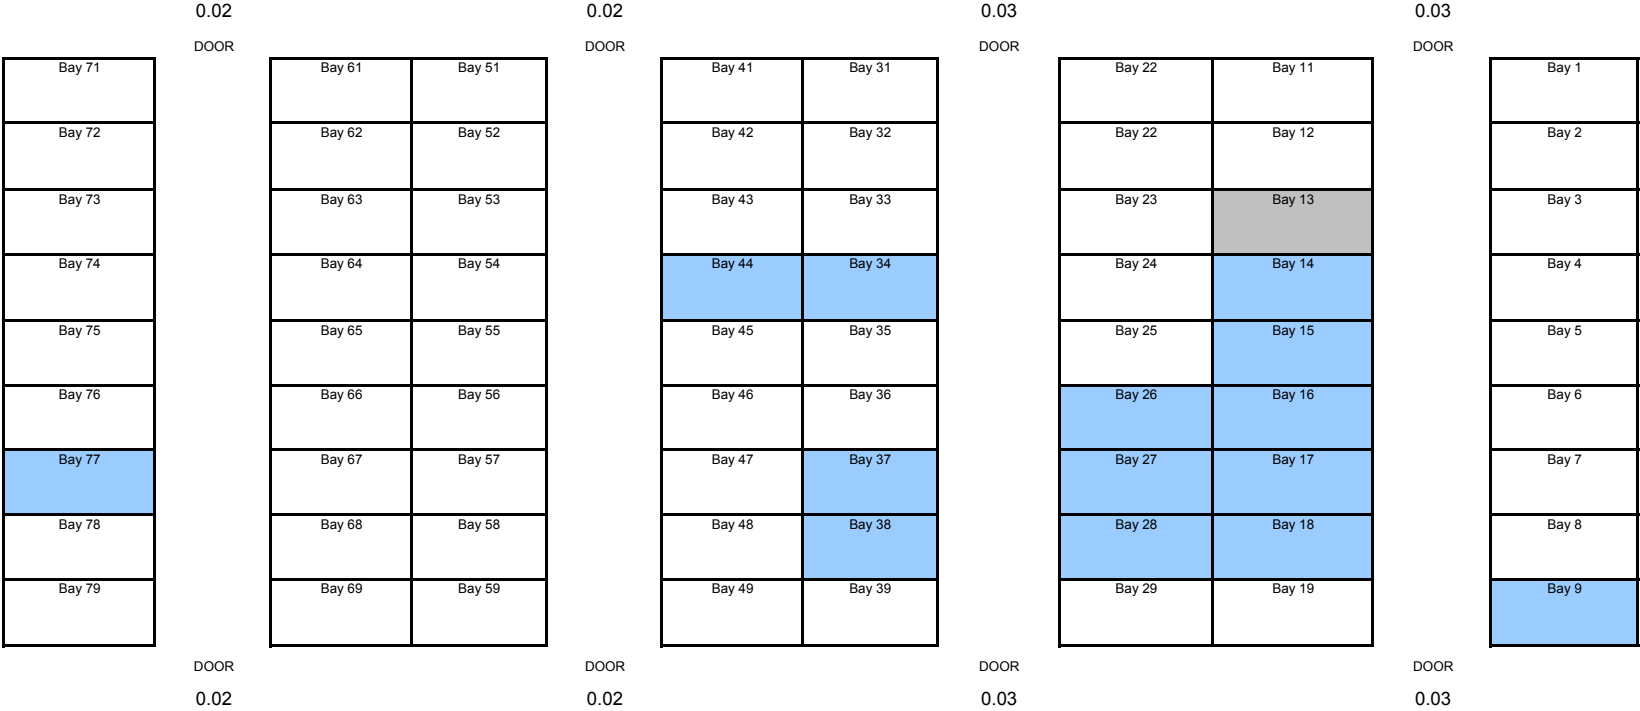 0.02 0.02 0.03 0.03
DOOR DOOR DOOR DOOR
Bay 71 Bay 61 Bay 51 Bay 41 Bay 31 Bay 22 Bay 11 Bay 1
Bay 72 Bay 62 Bay 52 Bay 42 Bay 32 Bay 22 Bay 12 Bay 2
Bay 73 Bay 63 Bay 53 Bay 43 Bay 33 Bay 23 Bay 13 Bay 3
Bay 74 Bay 64 Bay 54 Bay 44 Bay 34 Bay 24 Bay 14 Bay 4
Bay 75 Bay 65 Bay 55 Bay 45 Bay 35 Bay 25 Bay 15 Bay 5
Bay 76 Bay 66 Bay 56 Bay 46 Bay 36 Bay 26 Bay 16 Bay 6
Bay 77 Bay 67 Bay 57 Bay 47 Bay 37 Bay 27 Bay 17 Bay 7
Bay 78 Bay 68 Bay 58 Bay 48 Bay 38 Bay 28 Bay 18 Bay 8
Bay 79 Bay 69 Bay 59 Bay 49 Bay 39 Bay 29 Bay 19 Bay 9
DOOR DOOR DOOR DOOR
0.02 0.02 0.03 0.03